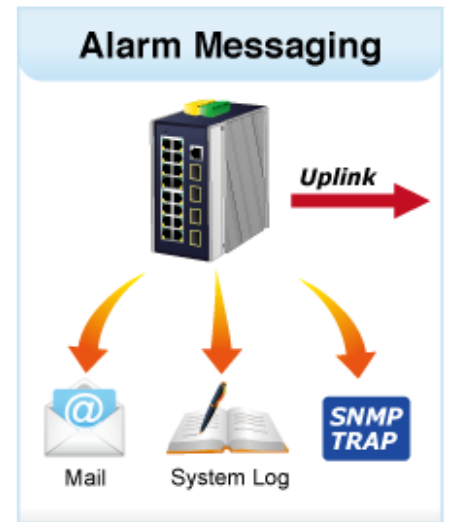 Alarm Messaging
Uplink
@
Mail
System Log
SNMP
TRAP